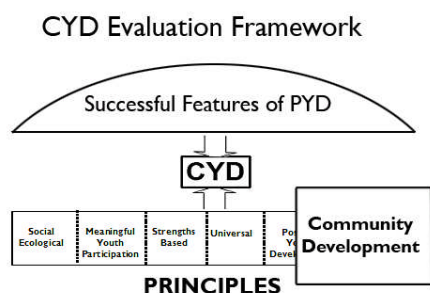 CYD Evaluation Framework
Successful Features of PYD
CYD
Social
Ecological
Meaningful
Youth
Participation
Strengths
Based
Universal
Community
Development
PRINCIPLES